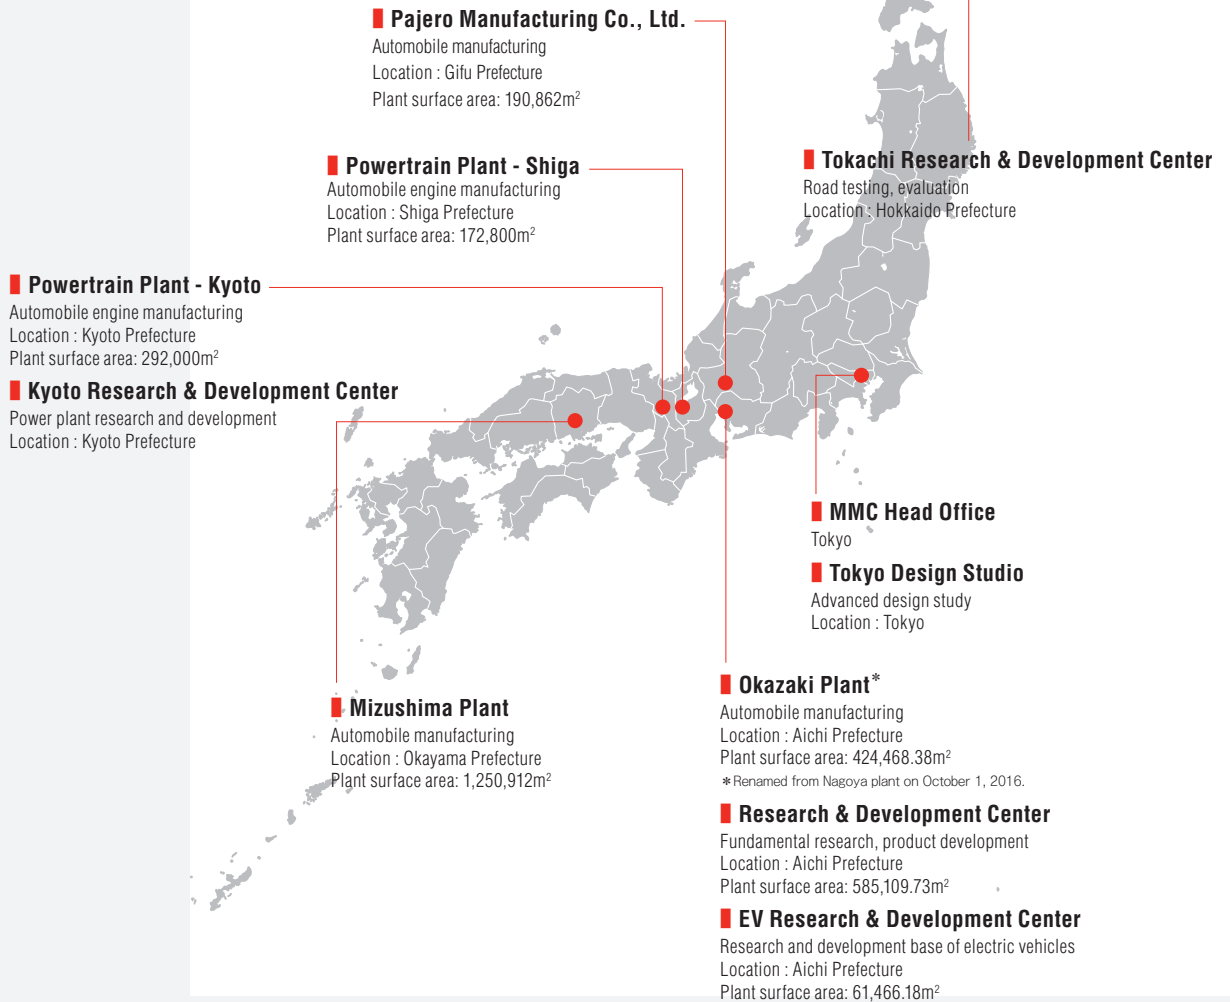 Pajero Manufacturing Co., Ltd.
Automobile manufacturing
Location : Gifu Prefecture
Plant surface area: 190,862m²
Powertrain Plant - Shiga
Automobile engine manufacturing
Location : Shiga Prefecture
Plant surface area: 172,800m²
Tokachi Research & Development Center
Road testing, evaluation
Location : Hokkaido Prefecture
Powertrain Plant - Kyoto
Automobile engine manufacturing
Location : Kyoto Prefecture
Plant surface area: 292,000m²
Kyoto Research & Development Center
Power plant research and development
Location : Kyoto Prefecture
MMC Head Office
Tokyo
Tokyo Design Studio
Advanced design study
Location : Tokyo
Mizushima Plant
Automobile manufacturing
Location : Okayama Prefecture
Plant surface area: 1,250,912m²
Okazaki Plant*
Automobile manufacturing
Location : Aichi Prefecture
Plant surface area: 424,468.38m²
*Renamed from Nagoya plant on October 1, 2016.
Research & Development Center
Fundamental research, product development
Location : Aichi Prefecture
Plant surface area: 585,109.73m²
EV Research & Development Center
Research and development base of electric vehicles
Location : Aichi Prefecture
Plant surface area: 61,466.18m²